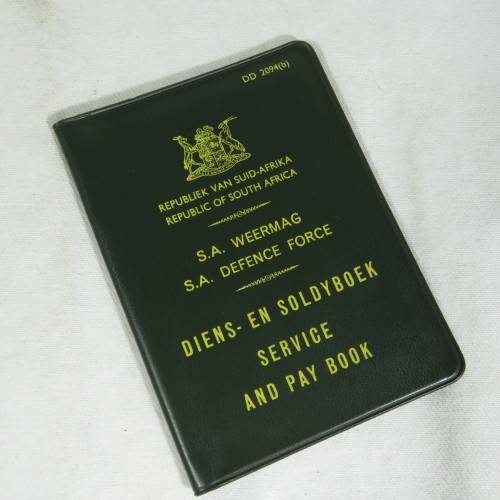 DD 2094(b)
REPUBLIEK VAN SUID-AFRIKA
REPUBLIC OF SOUTH AFRICA
S.A. WEERMAG
S.A. DEFENCE FORCE
DIENS- EN SOLDYBOEK
SERVICE
AND PAY BOOK